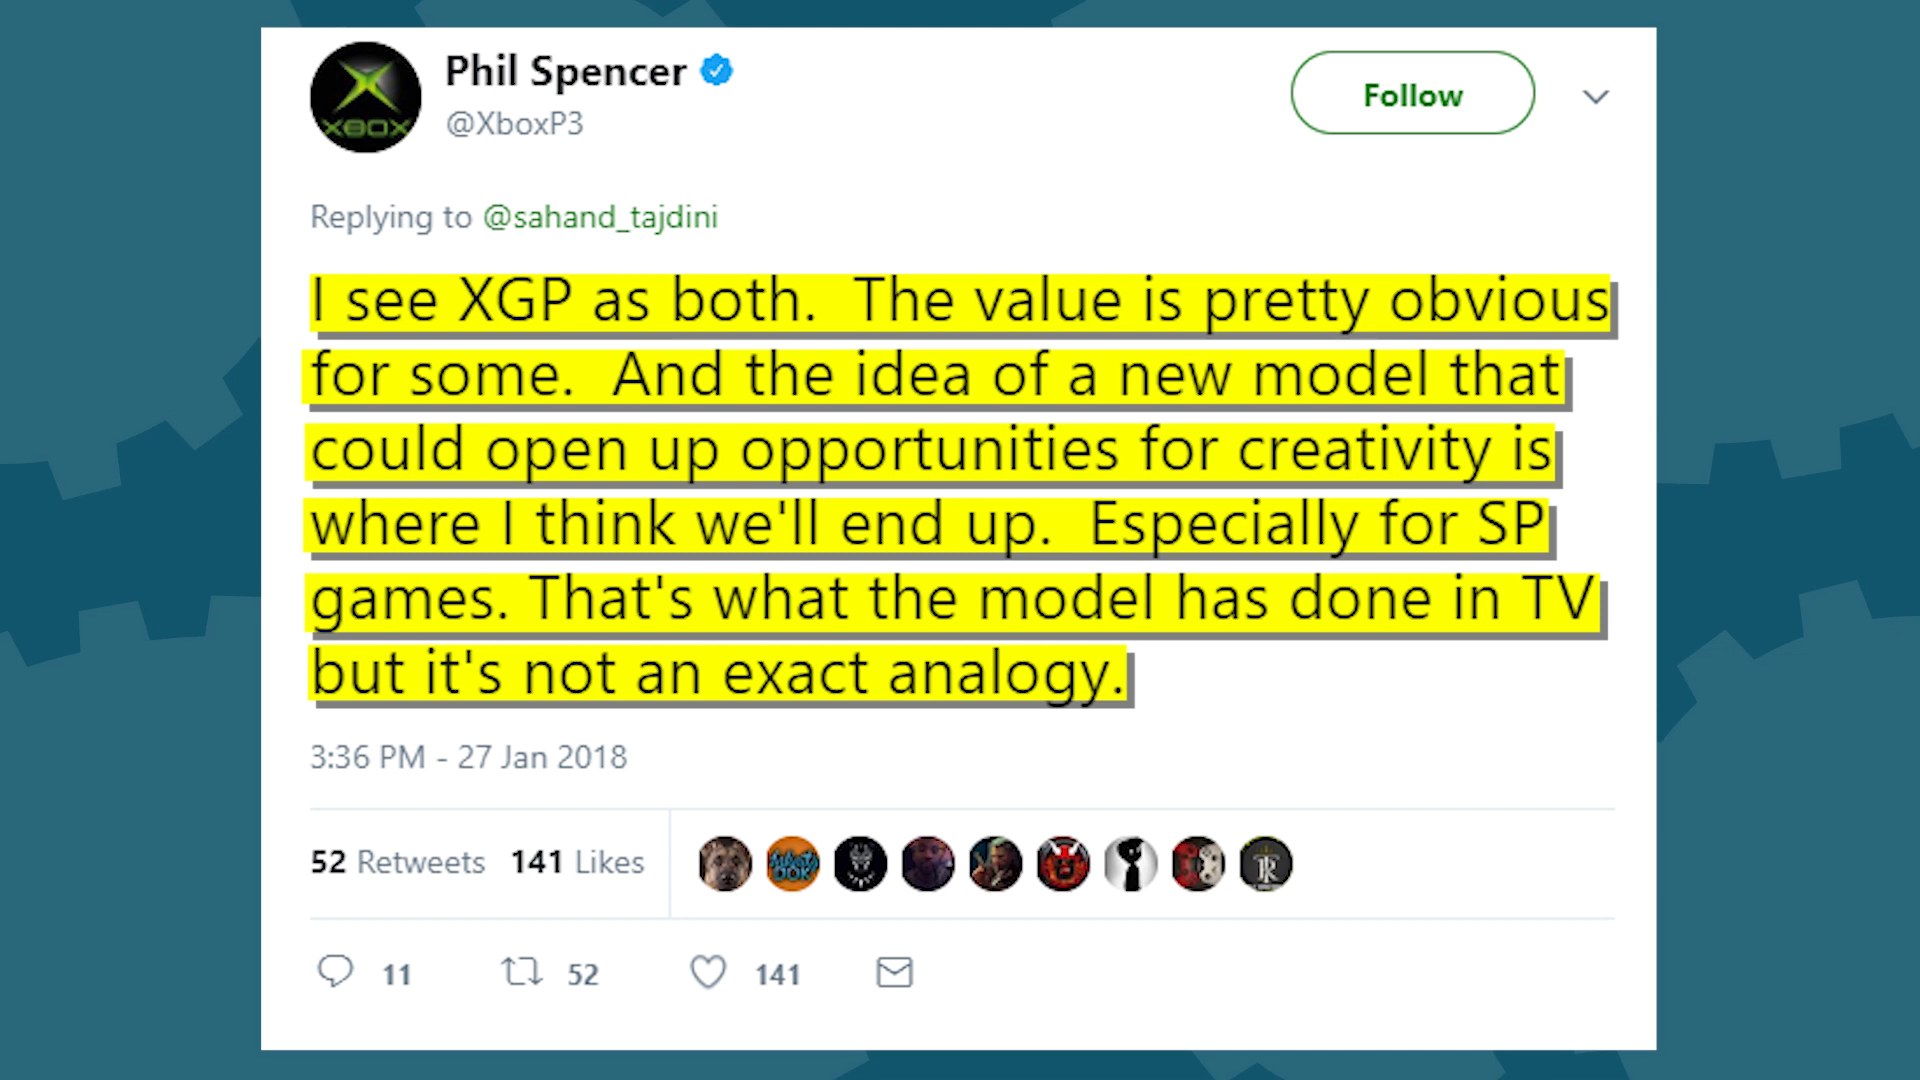 Phil Spencer
@XboxP3
Follow
XBOX
Replying to @sahand_tajdini
I see XGP as both.  The value is pretty obvious
for some.  And the idea of a new model that
could open up opportunities for creativity is
where I think we'll end up.  Especially for SP
games. That's what the model has done in TV
but it's not an exact analogy.
3:36 PM - 27 Jan 2018
52 Retweets 141 Likes
11 52 141